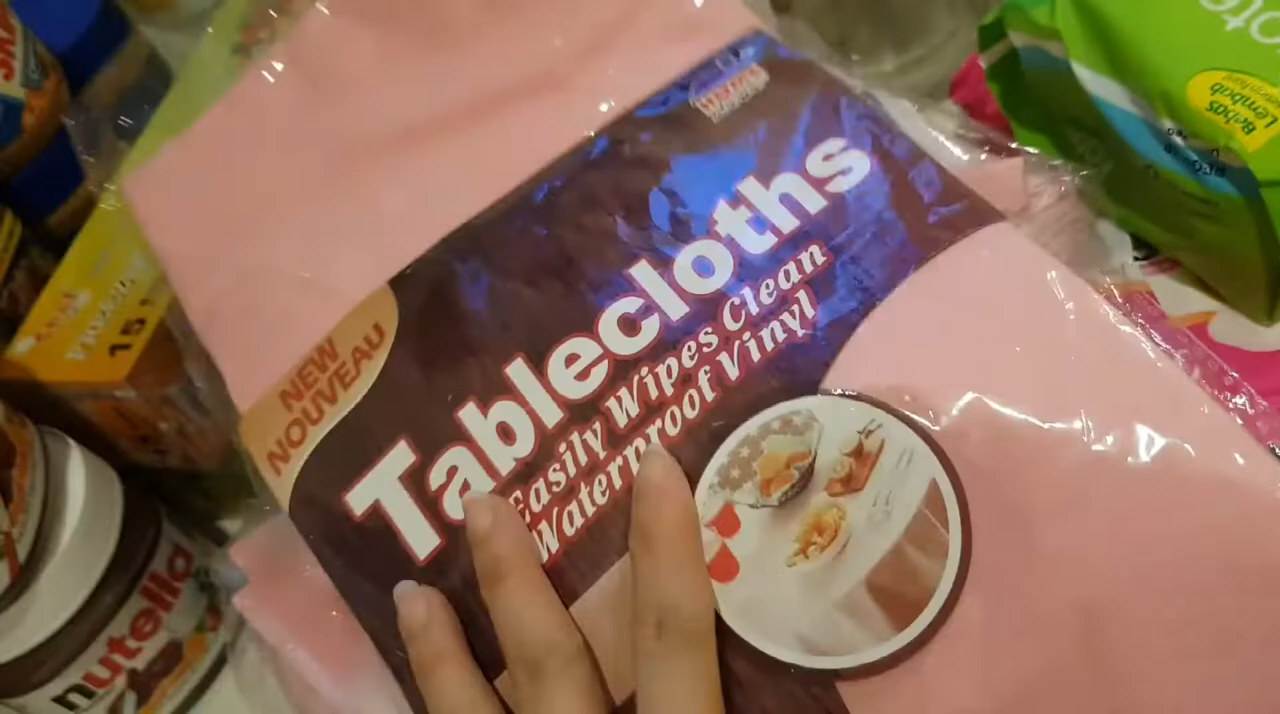 NEW
NOUVEAU
Tablecloths
Easily Wipes Clean
Waterproof Vinyl
nutella
Bebas
Lembab